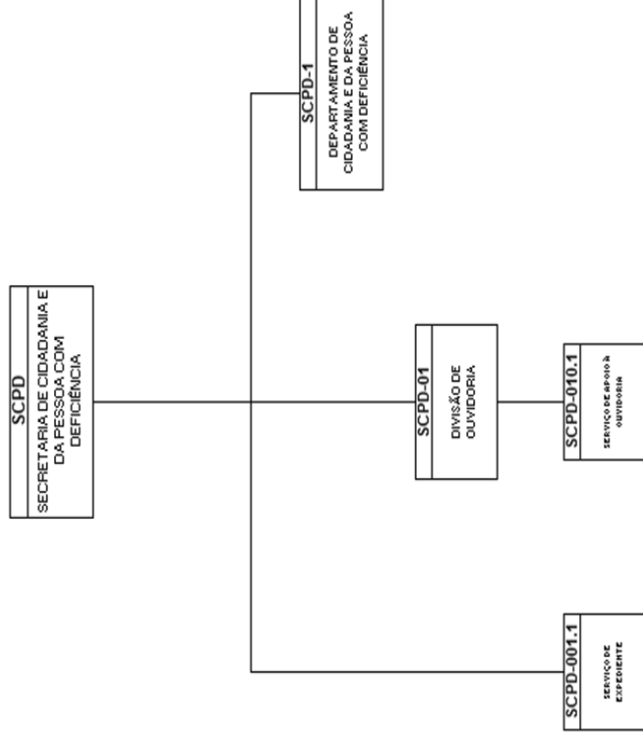 SCPD
SECRETARIA DE CIDADANIA E
DA PESSOA COM
DEFICIÊNCIA
SCPD-001.1
SERVIÇO DE
EXPEDIENTE
SCPD-01
DIVISÃO DE
OUVIDORIA
SCPD-010.1
SERVIÇO DE APOIO À
OUVIDORIA
SCPD-1
DEPARTAMENTO DE
CIDADANIA E DA PESSOA
COM DEFICIÊNCIA